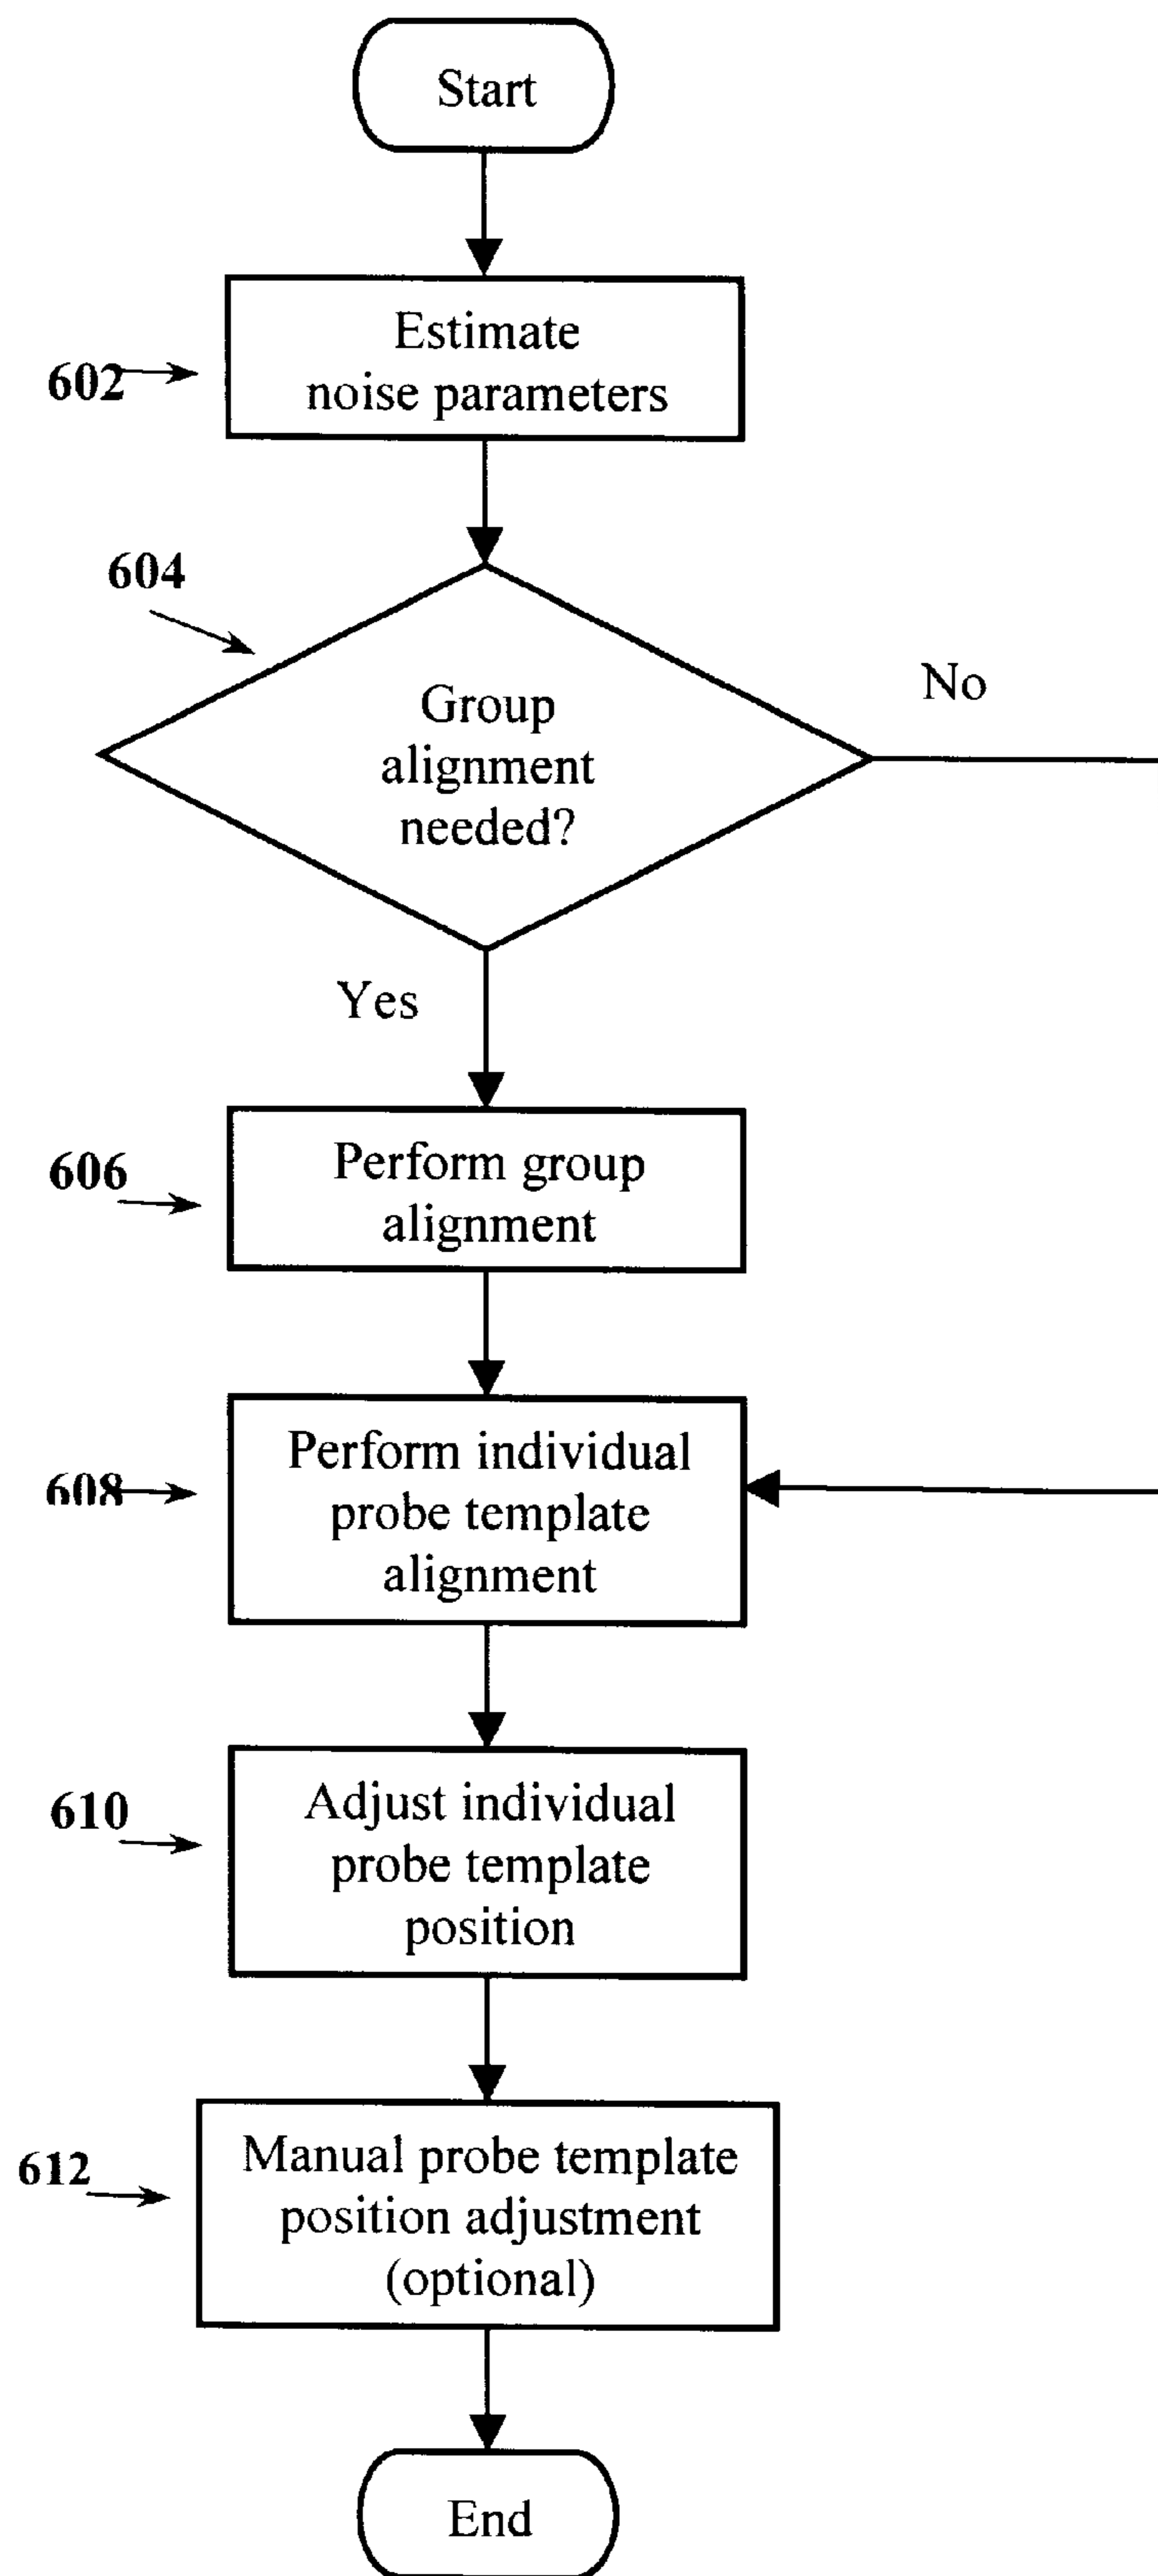 Start
Estimate
noise parameters
602
604
Group
alignment
needed?
No
Yes
Perform group
alignment
606
Perform individual
probe template
alignment
608
Adjust individual
probe template
position
610
Manual probe template
position adjustment
(optional)
612
End